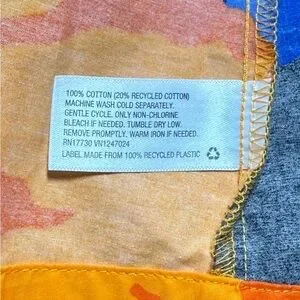 100% COTTON (20% RECYCLED COTTON)
MACHINE WASH COLD SEPARATELY.
GENTLE CYCLE. ONLY NON-CHLORINE
BLEACH IF NEEDED. TUMBLE DRY LOW.
REMOVE PROMPTLY. WARM IRON IF NEEDED.
RN17730 VN1247024
LABEL MADE FROM 100% RECYCLED PLASTIC